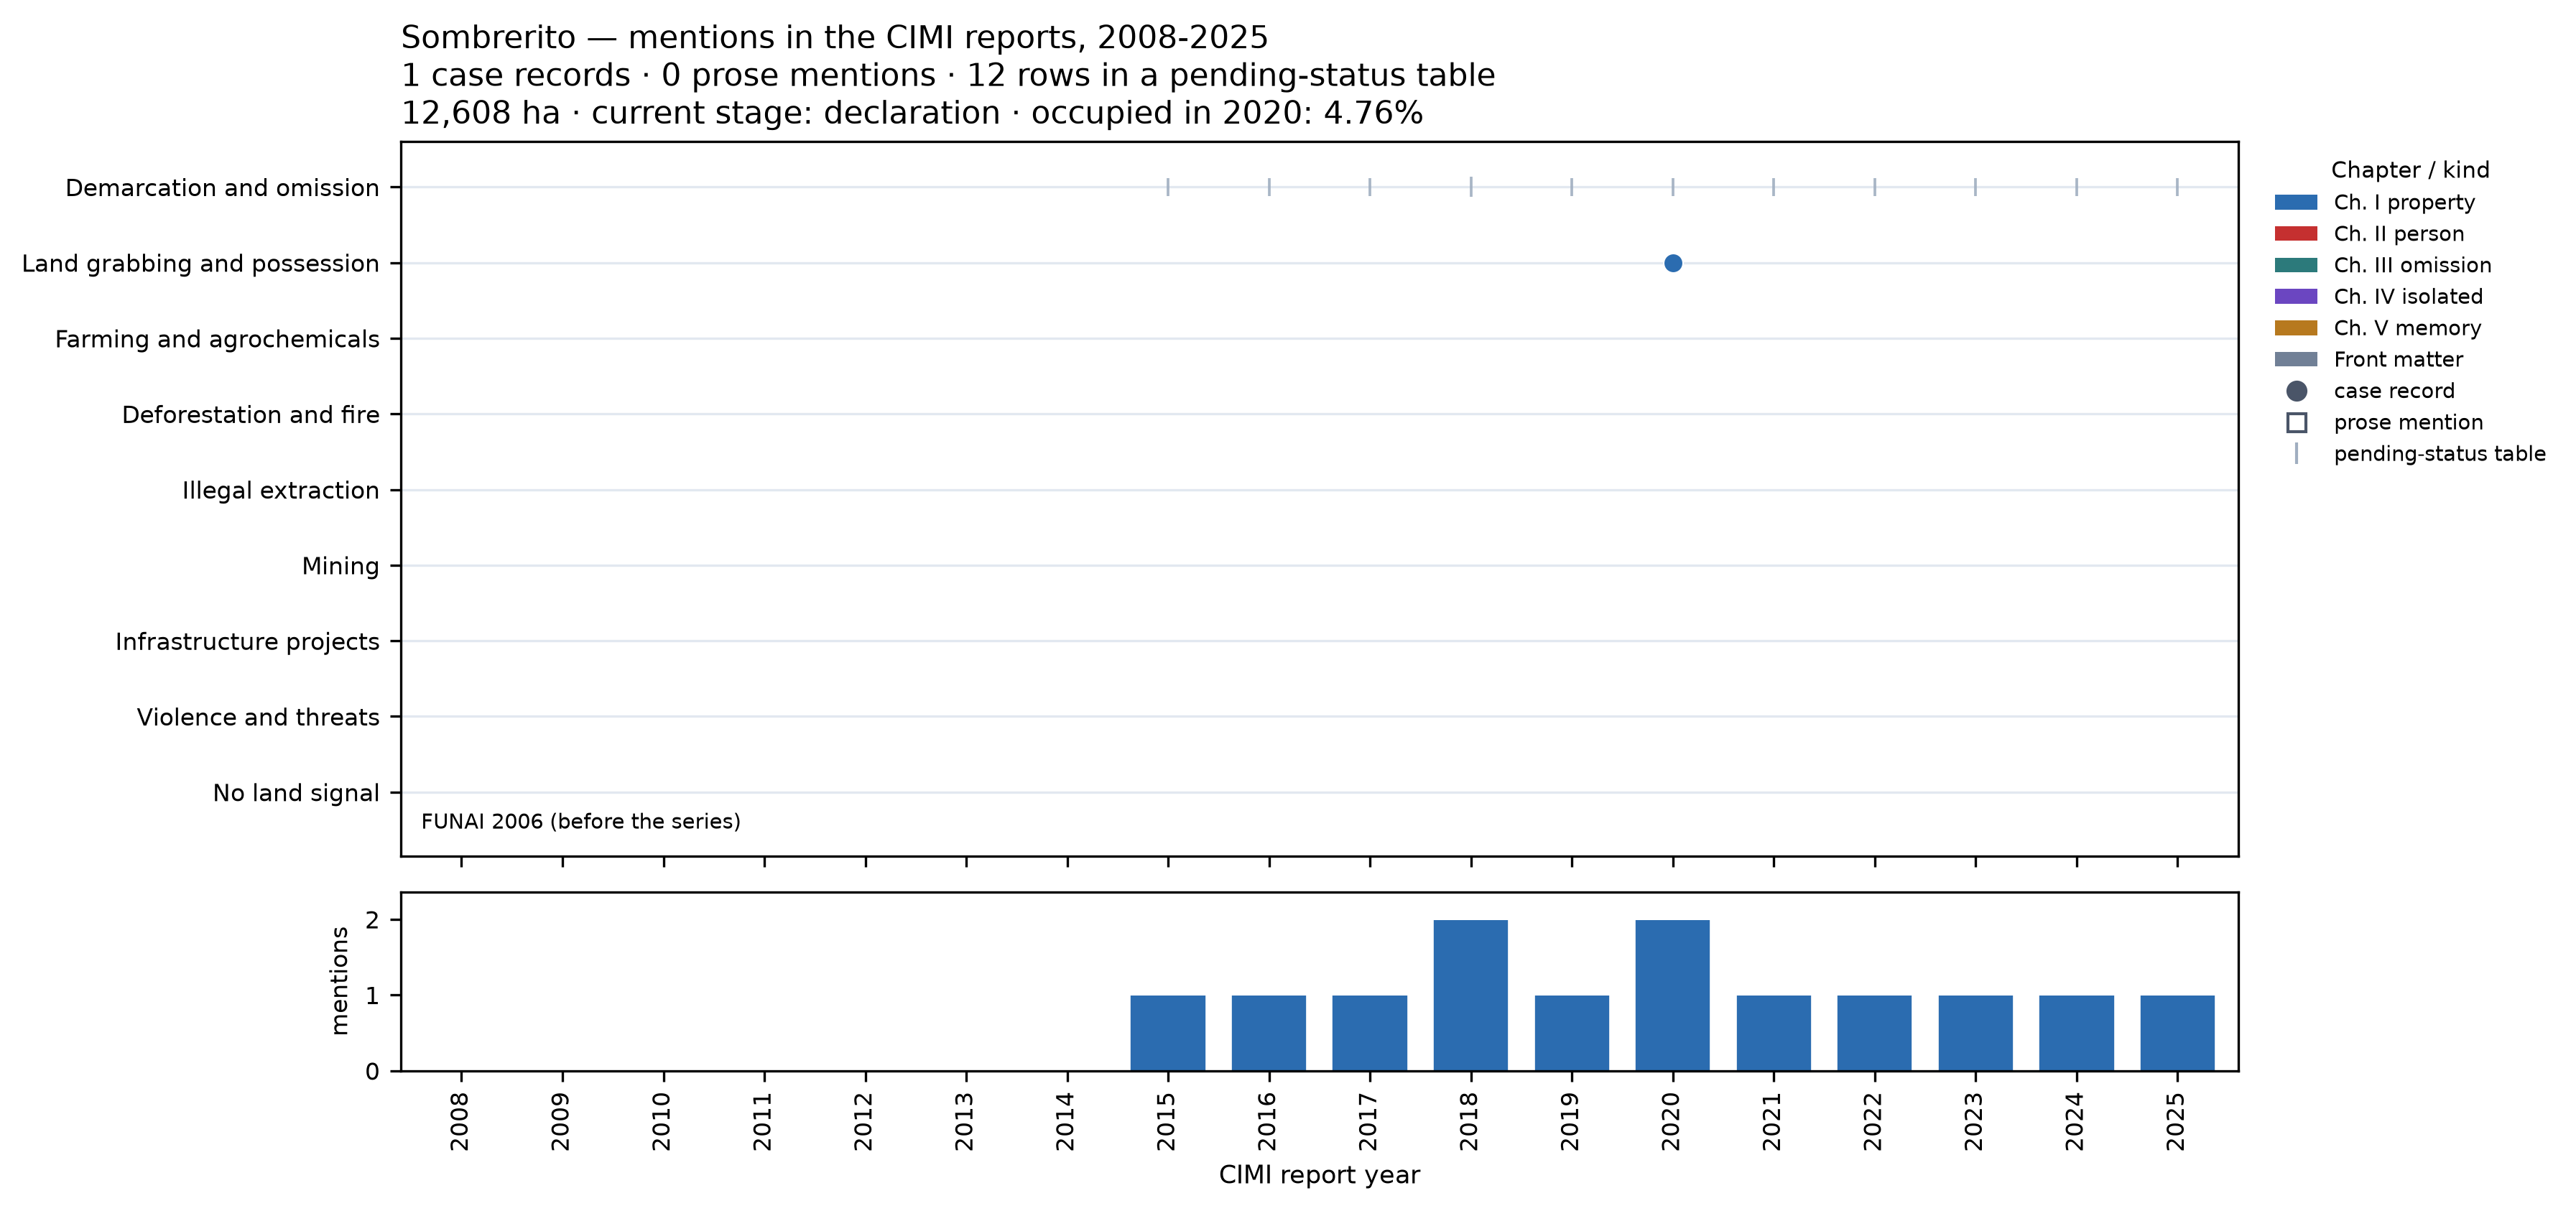 Sombrerito — mentions in the CIMI reports, 2008-2025
1 case records · 0 prose mentions · 12 rows in a pending-status table
12,608 ha · current stage: declaration · occupied in 2020: 4.76%
Demarcation and omission
Land grabbing and possession
Farming and agrochemicals
Deforestation and fire
Illegal extraction
Mining
Infrastructure projects
Violence and threats
No land signal
FUNAI 2006 (before the series)
Chapter / kind
Ch. I property
Ch. II person
Ch. III omission
Ch. IV isolated
Ch. V memory
Front matter
case record
prose mention
pending-status table
mentions
2
1
0
2008
2009
2010
2011
2012
2013
2014
2015
2016
2017
2018
2019
2020
2021
2022
2023
2024
2025
CIMI report year